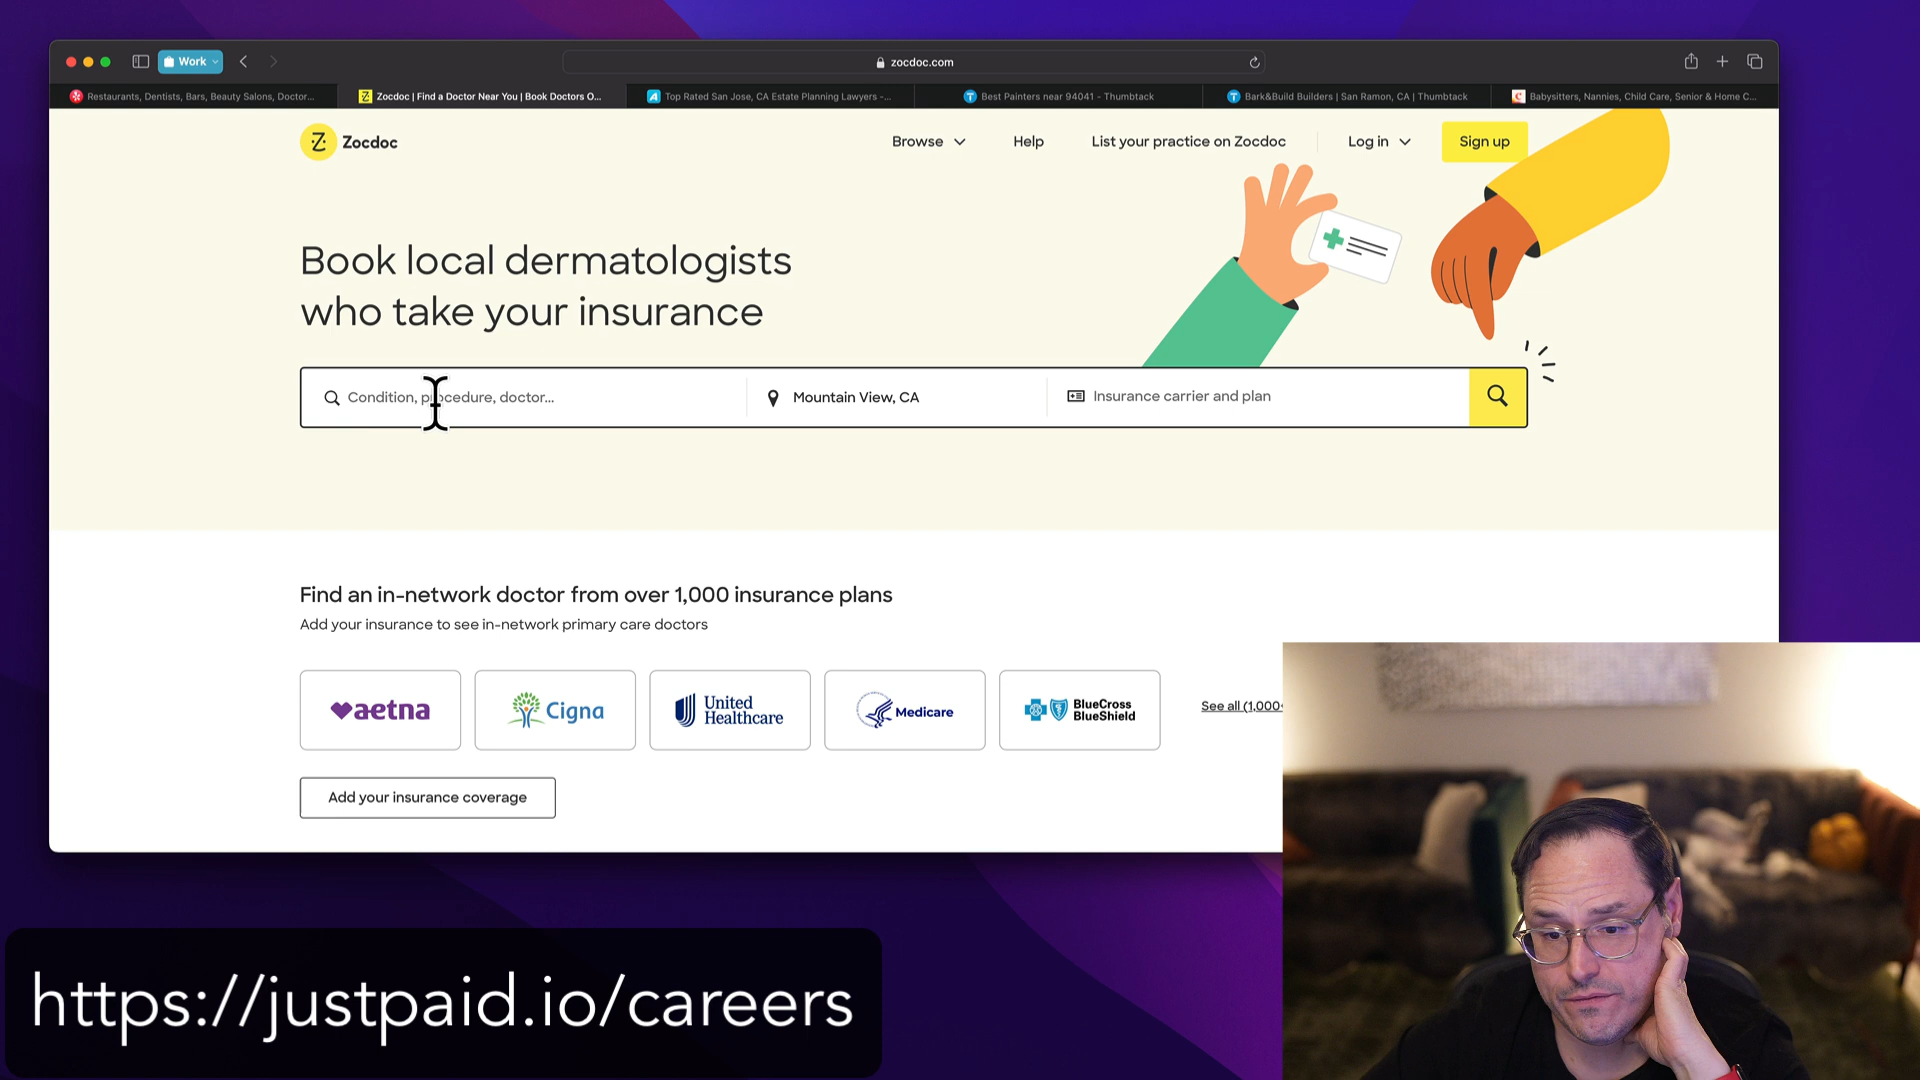 Work
zocdoc.com
Restaurants, Dentists, Bars, Beauty Salons, Doctor...
Zocdoc | Find a Doctor Near You | Book Doctors O...
Top Rated San Jose, CA Estate Planning Lawyers -...
Best Painters near 94041 - Thumbtack
Bark&Build Builders | San Ramon, CA | Thumbtack
Babysitters, Nannies, Child Care, Senior & Home C...
Zocdoc
Browse
Help
List your practice on Zocdoc
Log in
Sign up
Book local dermatologists
who take your insurance
Condition, procedure, doctor...
Mountain View, CA
Insurance carrier and plan
Find an in-network doctor from over 1,000 insurance plans
Add your insurance to see in-network primary care doctors
aetna
Cigna
United
Healthcare
Medicare
BlueCross
BlueShield
See all (1,000
Add your insurance coverage
https://justpaid.io/careers